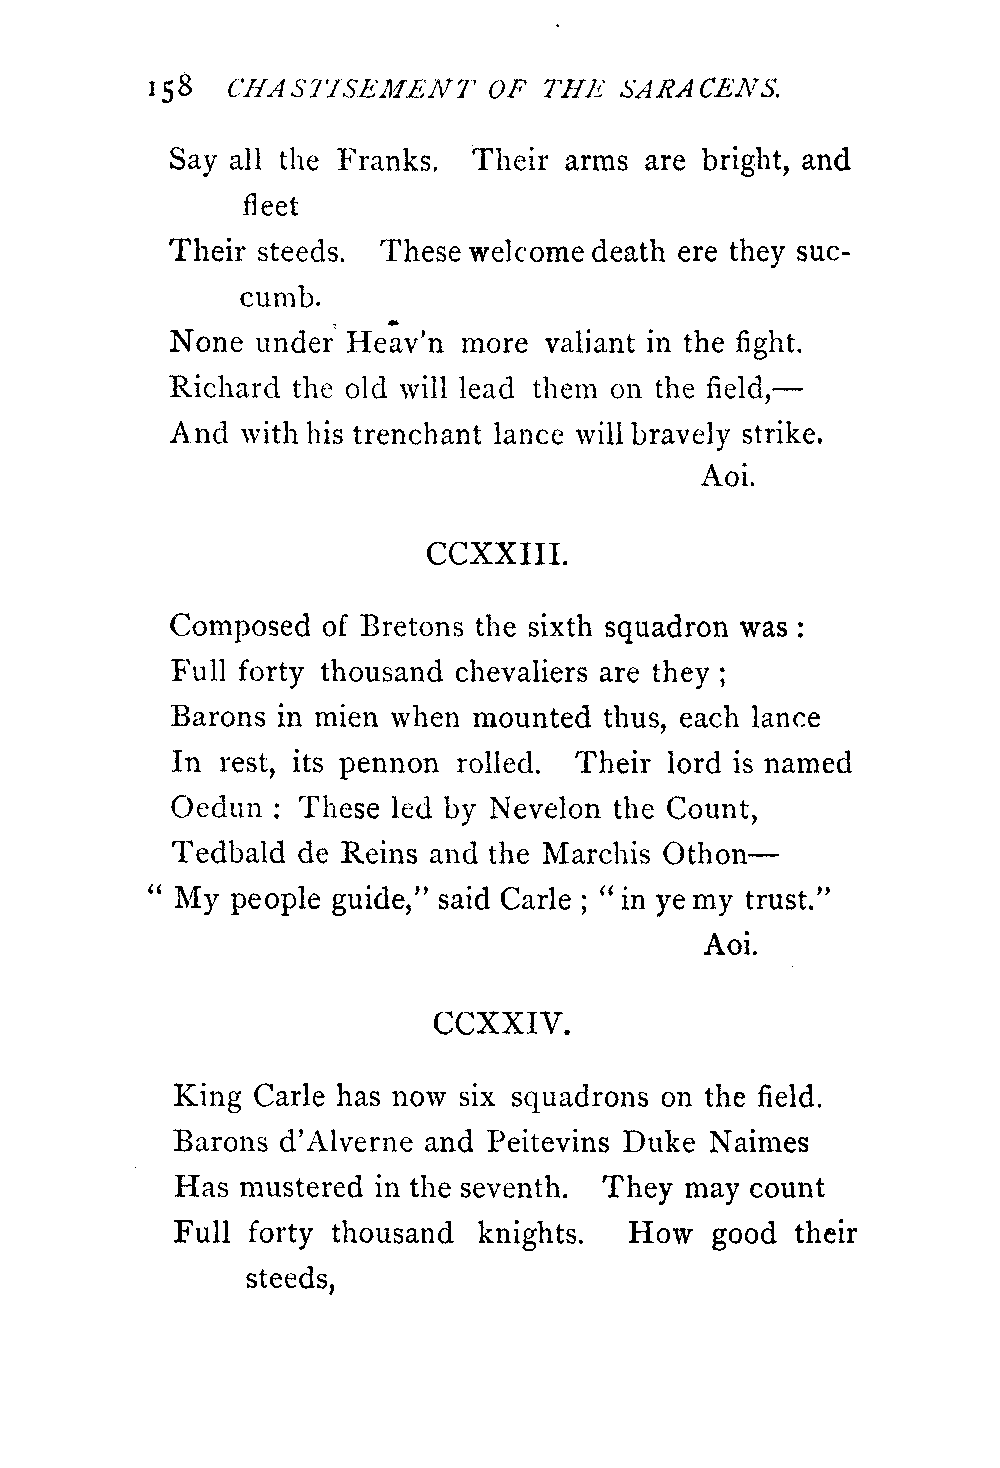 158 CHASTISEMENT OF THE SARACENS.
Say all the Franks. Their arms are bright, and
fleet
Their steeds. These welcome death ere they suc-
cumb.
None under Heav'n more valiant in the fight.
Richard the old will lead them on the field,—
And with his trenchant lance will bravely strike.
Aoi.
CCXXIII.
Composed of Bretons the sixth squadron was :
Full forty thousand chevaliers are they ;
Barons in mien when mounted thus, each lance
In rest, its pennon rolled. Their lord is named
Oedun : These led by Nevelon the Count,
Tedbald de Reins and the Marchis Othon—
“ My people guide,” said Carle ; “ in ye my trust.”
Aoi.
CCXXIV.
King Carle has now six squadrons on the field.
Barons d'Alverne and Peitevins Duke Naimes
Has mustered in the seventh. They may count
Full forty thousand knights. How good their
steeds,